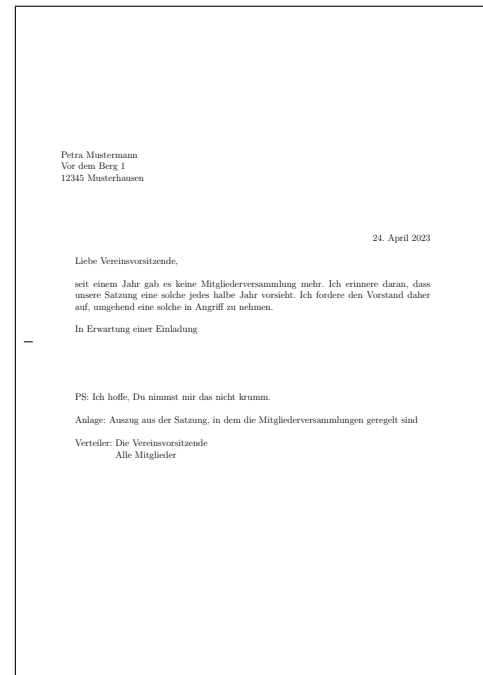 Petra Mustermann
Vor dem Berg 1
12345 Musterhausen
24. April 2023
Liebe Vereinsvorsitzende,
seit einem Jahr gab es keine Mitgliederversammlung mehr. Ich erinnere daran, dass
unsere Satzung eine solche jedes halbe Jahr vorsieht. Ich fordere den Vorstand daher
auf, umgehend eine solche in Angriff zu nehmen.
In Erwartung einer Einladung
PS: Ich hoffe, Du nimmst mir das nicht krumm.
Anlage: Auszug aus der Satzung, in dem die Mitgliederversammlungen geregelt sind
Verteiler: Die Vereinsvorsitzende
Alle Mitglieder